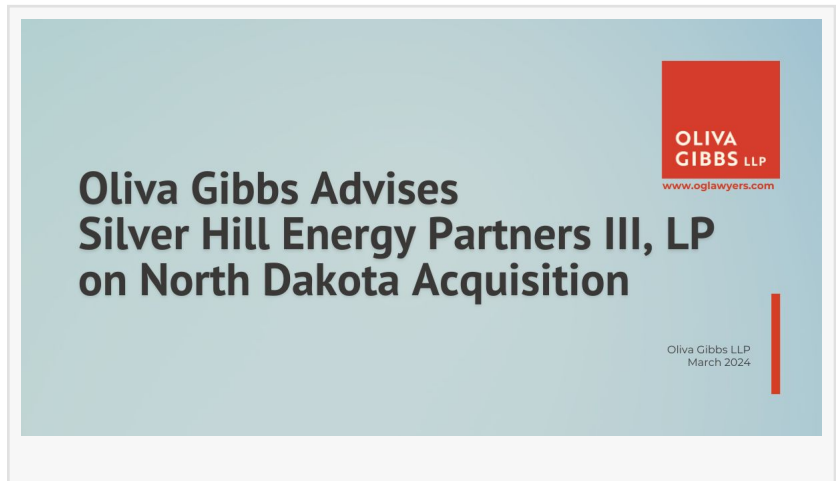 OLIVA
GIBBS LLP
www.oglawyers.com
Oliva Gibbs Advises
Silver Hill Energy Partners III, LP
on North Dakota Acquisition
Oliva Gibbs LLP
March 2024